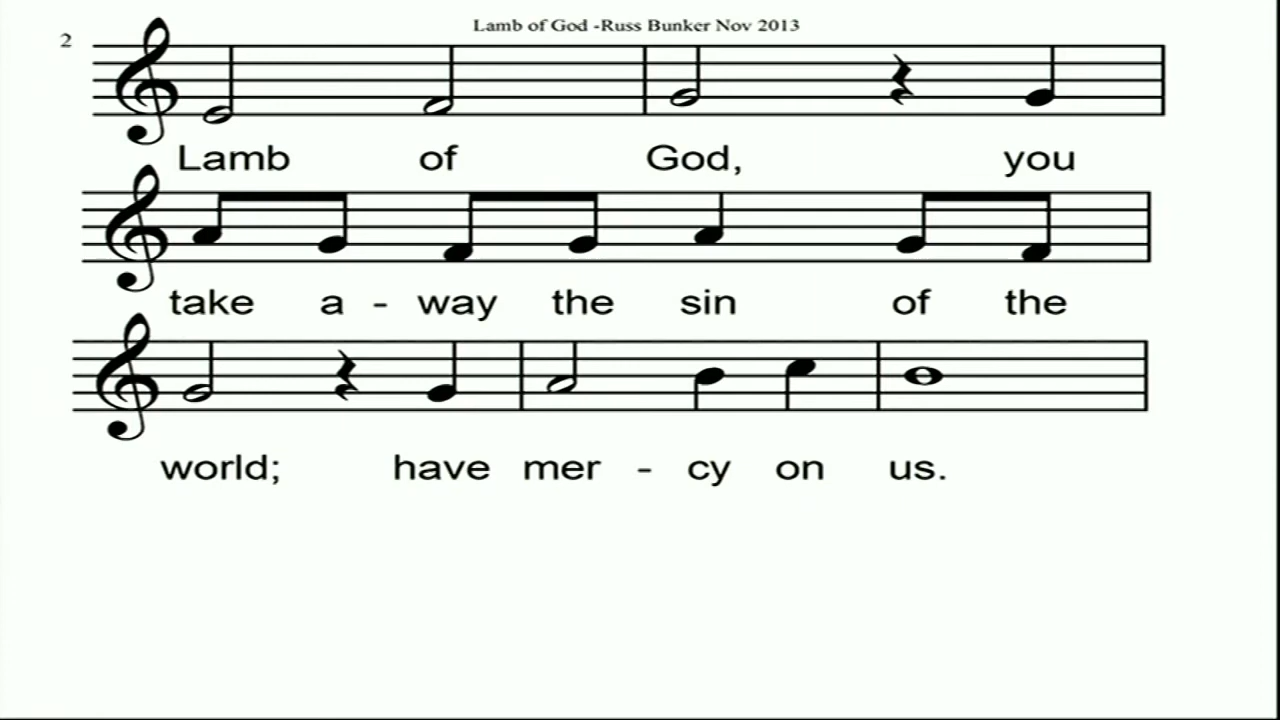 Lamb of God -Russ Bunker Nov 2013
2
Lamb of God, you
take a - way the sin of the
world; have mer - cy on us.